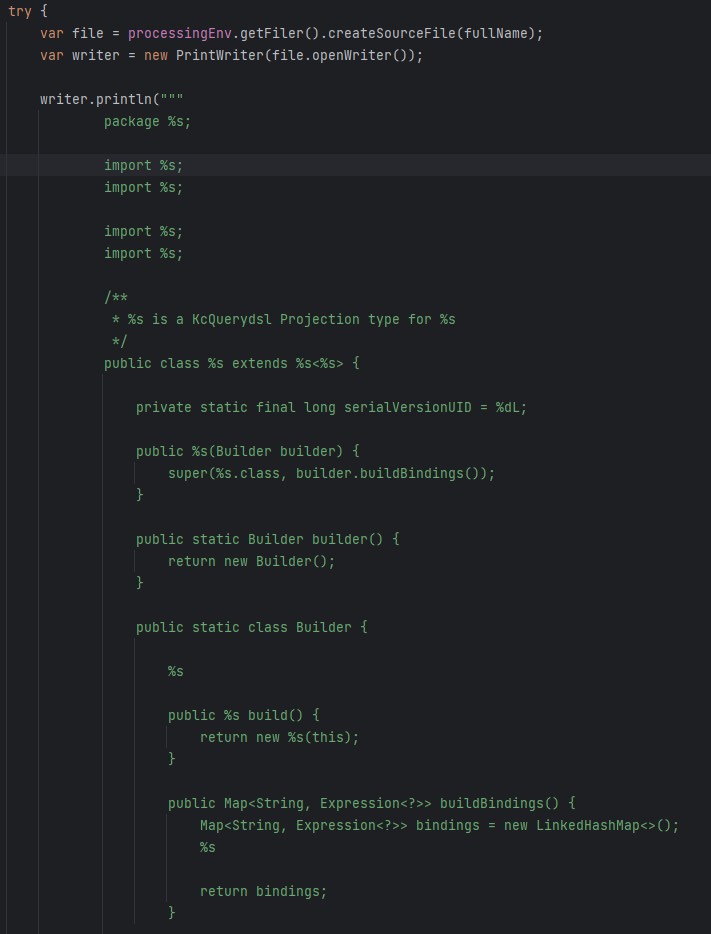 try {
    var file = processingEnv.getFiler().createSourceFile(fullName);
    var writer = new PrintWriter(file.openWriter());

    writer.println("""
            package %s;

            import %s;
            import %s;

            import %s;
            import %s;

            /**
             * %s is a KcQuerydsl Projection type for %s
             */
            public class %s extends %s<%s> {

                private static final long serialVersionUID = %dL;

                public %s(Builder builder) {
                    super(%s.class, builder.buildBindings());
                }

                public static Builder builder() {
                    return new Builder();
                }

                public static class Builder {

                    %s

                    public %s build() {
                        return new %s(this);
                    }

                    public Map<String, Expression<?>> buildBindings() {
                        Map<String, Expression<?>> bindings = new LinkedHashMap<>();
                        %s

                        return bindings;
                    }